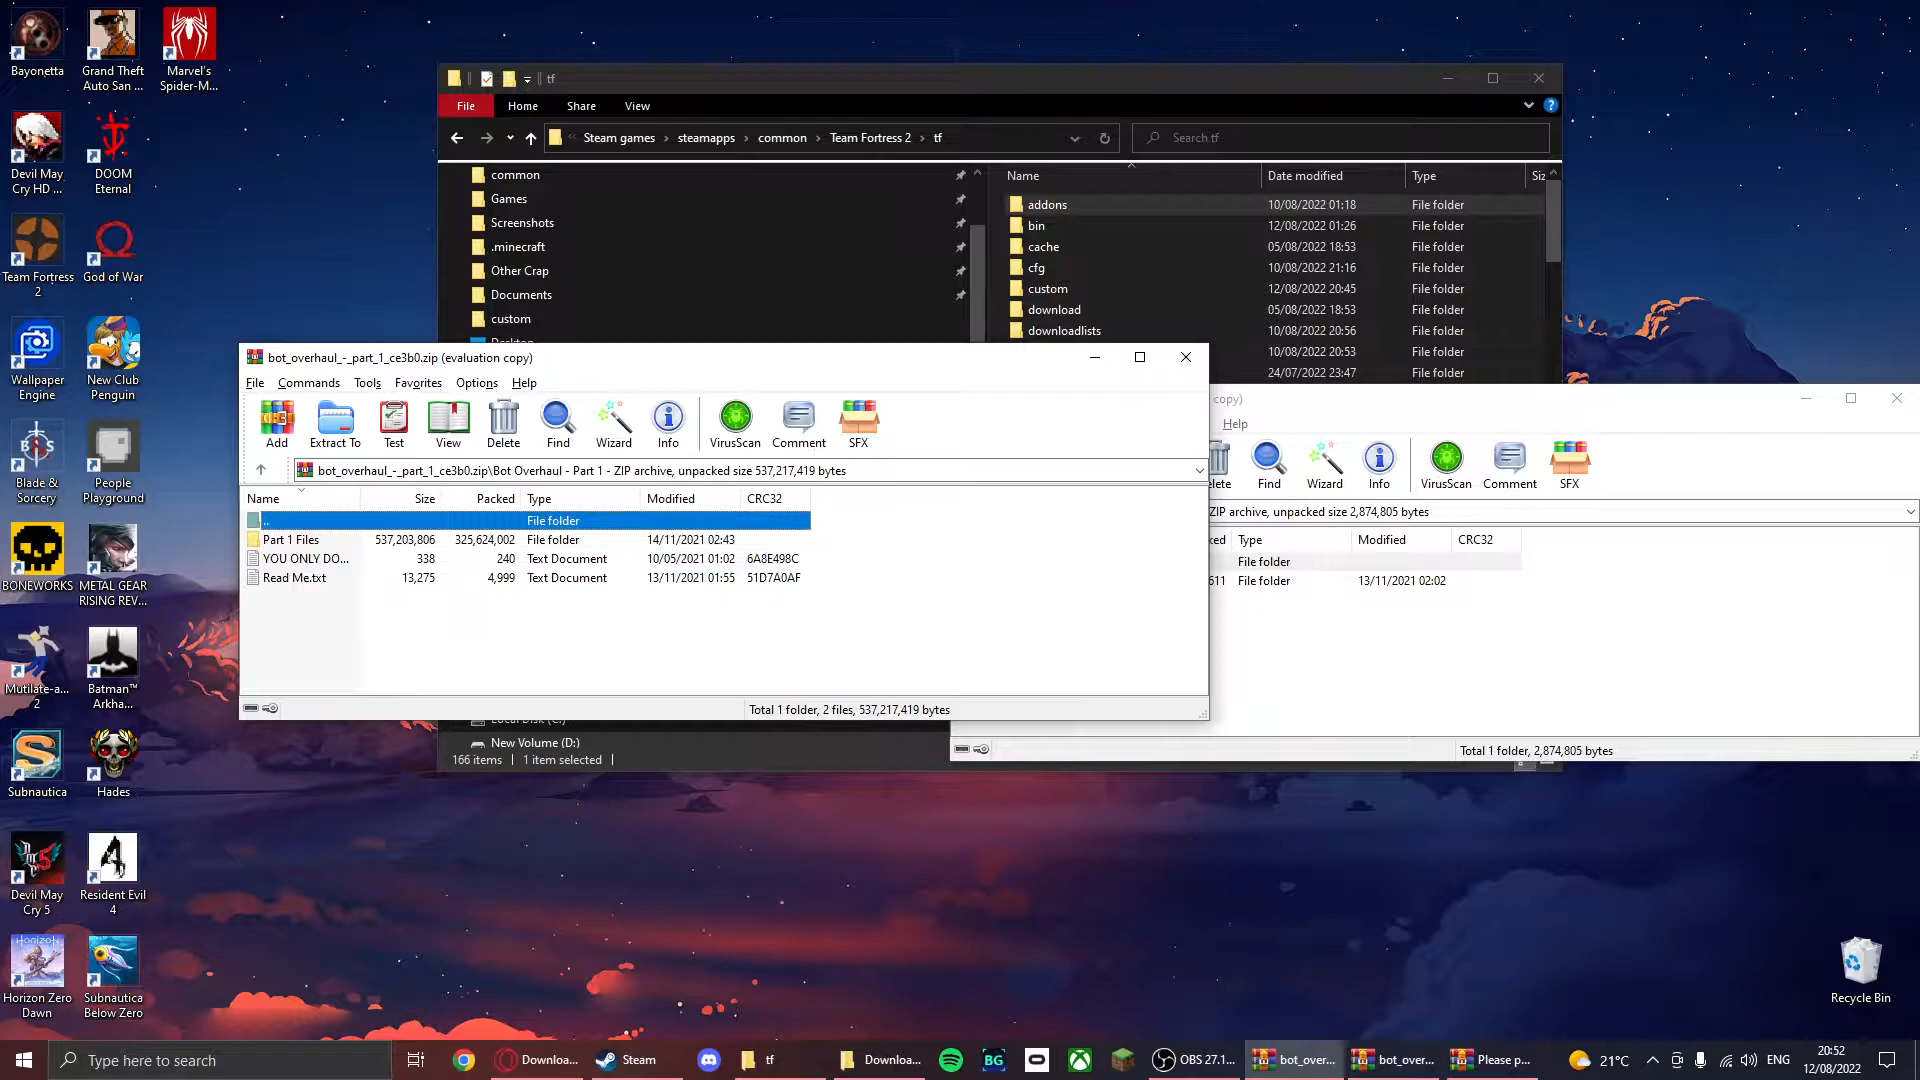 Bayonetta
Grand Theft
Auto San ...
Marvel's
Spider-M...
Devil May
Cry HD ...
DOOM
Eternal
Team Fortress
2
God of War
Wallpaper
Engine
New Club
Penguin
Blade &
Sorcery
People
Playground
BONEWORKS
METAL GEAR
RISING REV...
Mutilate-a...
2
Batman™
Arkha...
Subnautica
Hades
Devil May
Cry 5
Resident Evil
4
Horizon Zero
Dawn
Subnautica
Below Zero
Recycle Bin
tf
File
Home
Share
View
Steam games
steamapps
common
Team Fortress 2
tf
Search tf
common
Games
Screenshots
.minecraft
Other Crap
Documents
custom
Name
Date modified
Type
Siz
addons 10/08/2022 01:18 File folder
bin 12/08/2022 01:26 File folder
cache 05/08/2022 18:53 File folder
cfg 10/08/2022 21:16 File folder
custom 12/08/2022 20:45 File folder
download 05/08/2022 18:53 File folder
downloadlists 10/08/2022 20:56 File folder
10/08/2022 20:53 File folder
24/07/2022 23:47 File folder
New Volume (D:)
166 items
1 item selected
bot_overhaul_-_part_1_ce3b0.zip (evaluation copy)
File Commands Tools Favorites Options Help
Add Extract To Test View Delete Find Wizard Info VirusScan Comment SFX
bot_overhaul_-_part_1_ce3b0.zip\Bot Overhaul - Part 1 - ZIP archive, unpacked size 537,217,419 bytes
Name Size Packed Type Modified CRC32
.. File folder
Part 1 Files 537,203,806 325,624,002 File folder 14/11/2021 02:43
YOU ONLY DO... 338 240 Text Document 10/05/2021 01:02 6A8E498C
Read Me.txt 13,275 4,999 Text Document 13/11/2021 01:55 51D7A0AF
Total 1 folder, 2 files, 537,217,419 bytes
copy)
Help
elete Find Wizard Info VirusScan Comment SFX
ZIP archive, unpacked size 2,874,805 bytes
ked Type Modified CRC32
File folder
611 File folder 13/11/2021 02:02
Total 1 folder, 2,874,805 bytes
Type here to search
Downloa...
Steam
tf
Downloa...
BG
OBS 27.1...
bot_over...
bot_over...
Please p...
21°C
ENG
20:52
12/08/2022